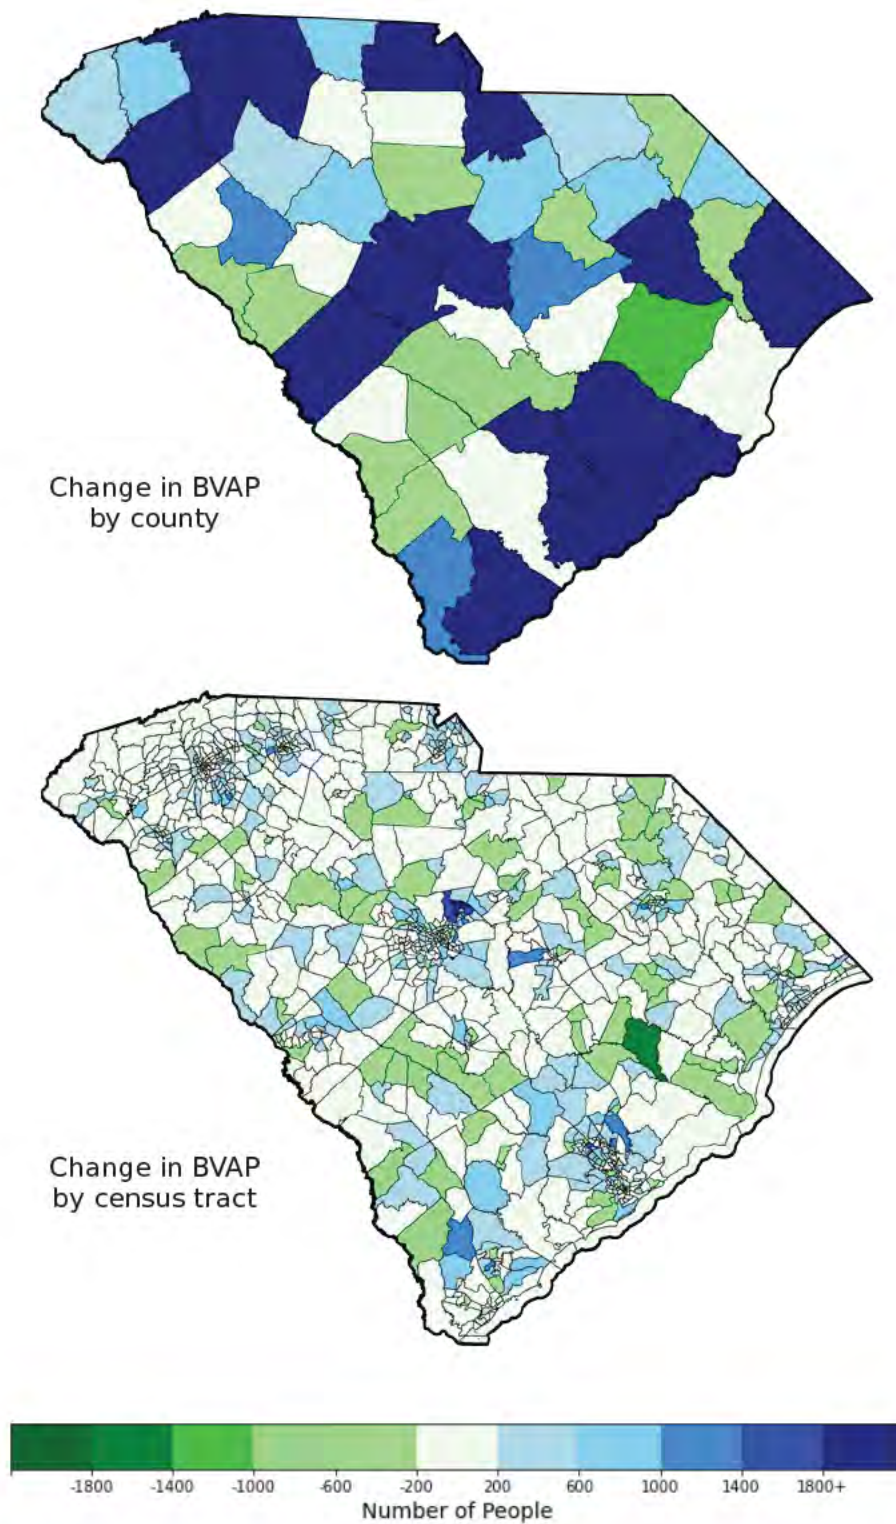 Change in BVAP
by county
Change in BVAP
by census tract
-1800 -1400 -1000 -600 -200 200 600 1000 1400 1800+
Number of People